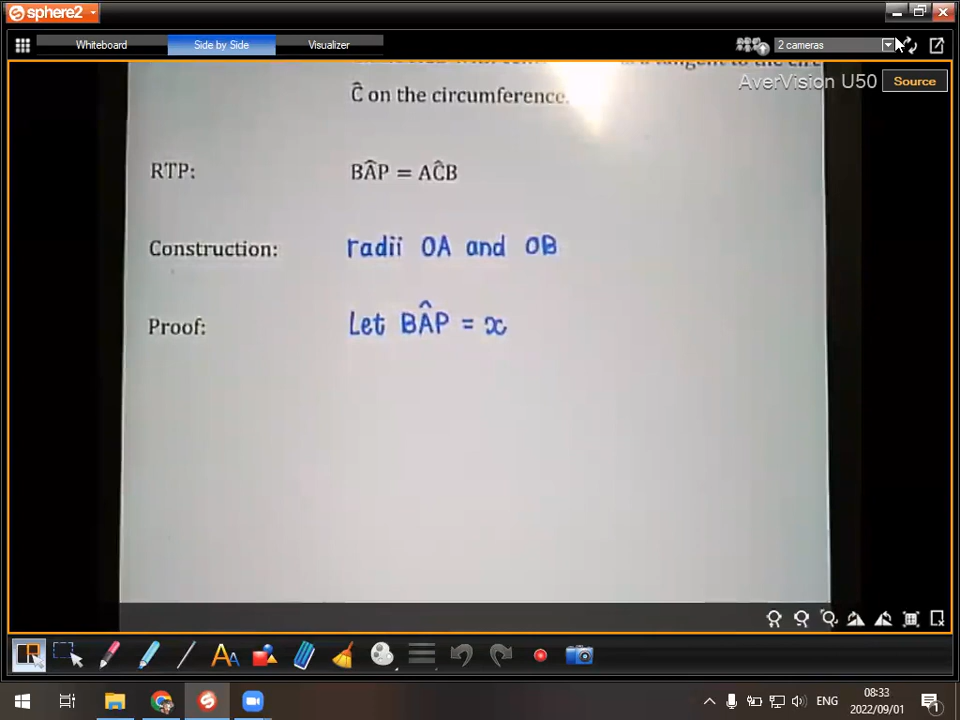 sphere2
Whiteboard Side by Side Visualizer 2 cameras
AverVision U50 Source
Ĉ on the circumference.
RTP: BÂP = AĈB
Construction: radii OA and OB
Proof: Let BÂP = x
ENG 08:33
2022/09/01
1